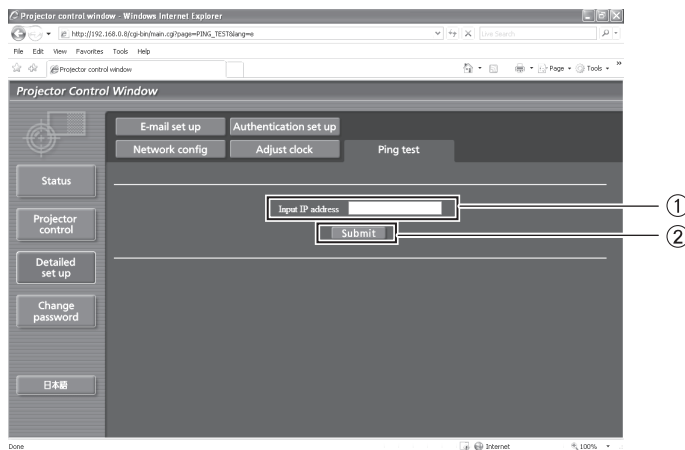 Projector control window - Windows Internet Explorer
http://192.168.0.8/cgi-bin/main.cgi?page=PING_TEST&lang=e
Live Search
File Edit View Favorites Tools Help
Projector control window
Page Tools »
Projector Control Window
E-mail set up Authentication set up
Network config Adjust clock Ping test
Status
Input IP address
①
Projector
control
Submit
②
Detailed
set up
Change
password
日本語
Done
Internet
100%